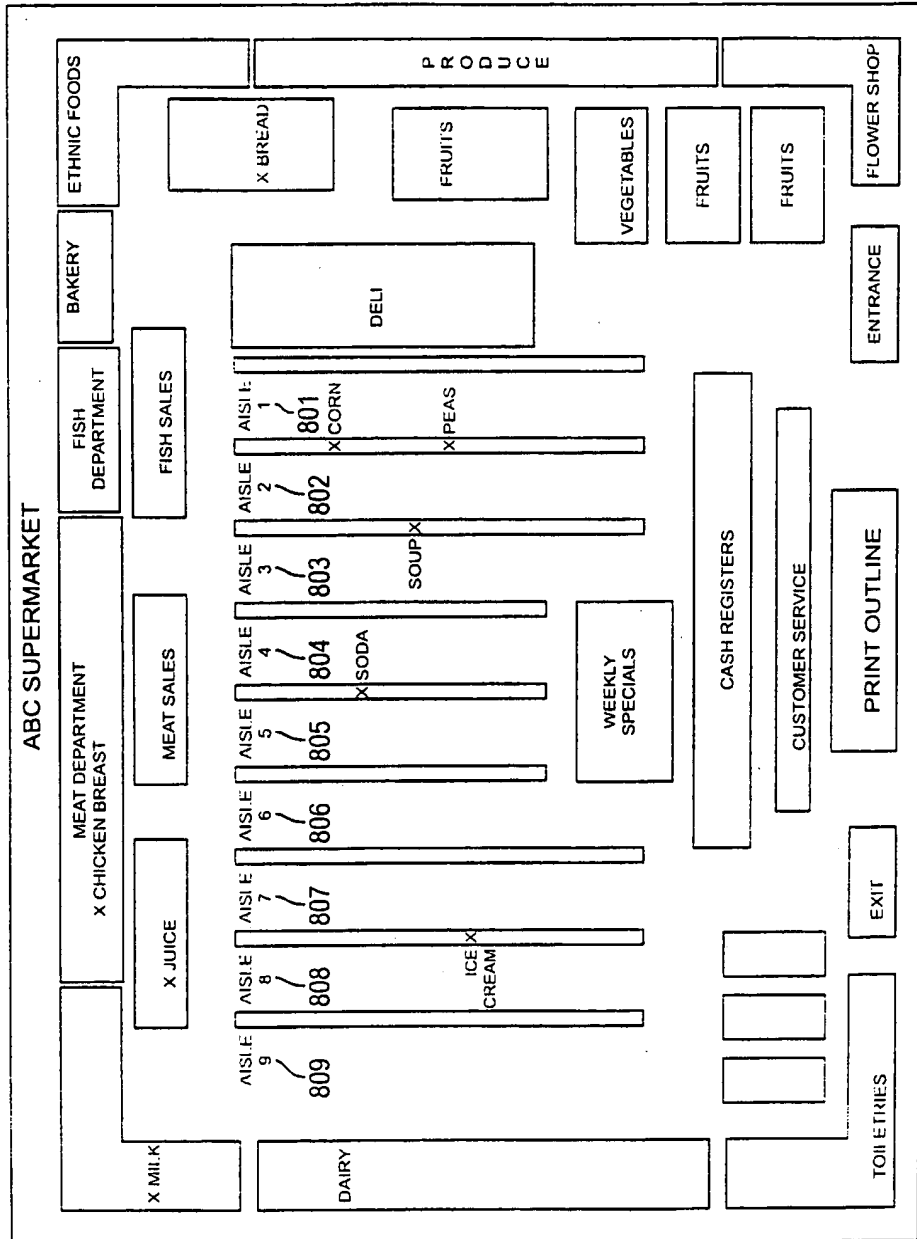 ABC SUPERMARKET
MEAT DEPARTMENT
X CHICKEN BREAST
FISH
DEPARTMENT
BAKERY
ETHNIC FOODS
X MILK
X JUICE
MEAT SALES
FISH SALES
X BREAD
AISLE
9
809
AISLE
8
808
AISLE
7
807
AISLE
6
806
AISLE
5
805
AISLE
4
804
AISLE
3
803
AISLE
2
802
AISLE
1
801
DAIRY
ICE X
CREAM
X SODA
SOUP X
X CORN
X PEAS
DELI
FRUITS
PRODUCE
WEEKLY
SPECIALS
VEGETABLES
FRUITS
FRUITS
CASH REGISTERS
CUSTOMER SERVICE
TOILETRIES
EXIT
PRINT OUTLINE
ENTRANCE
FLOWER SHOP